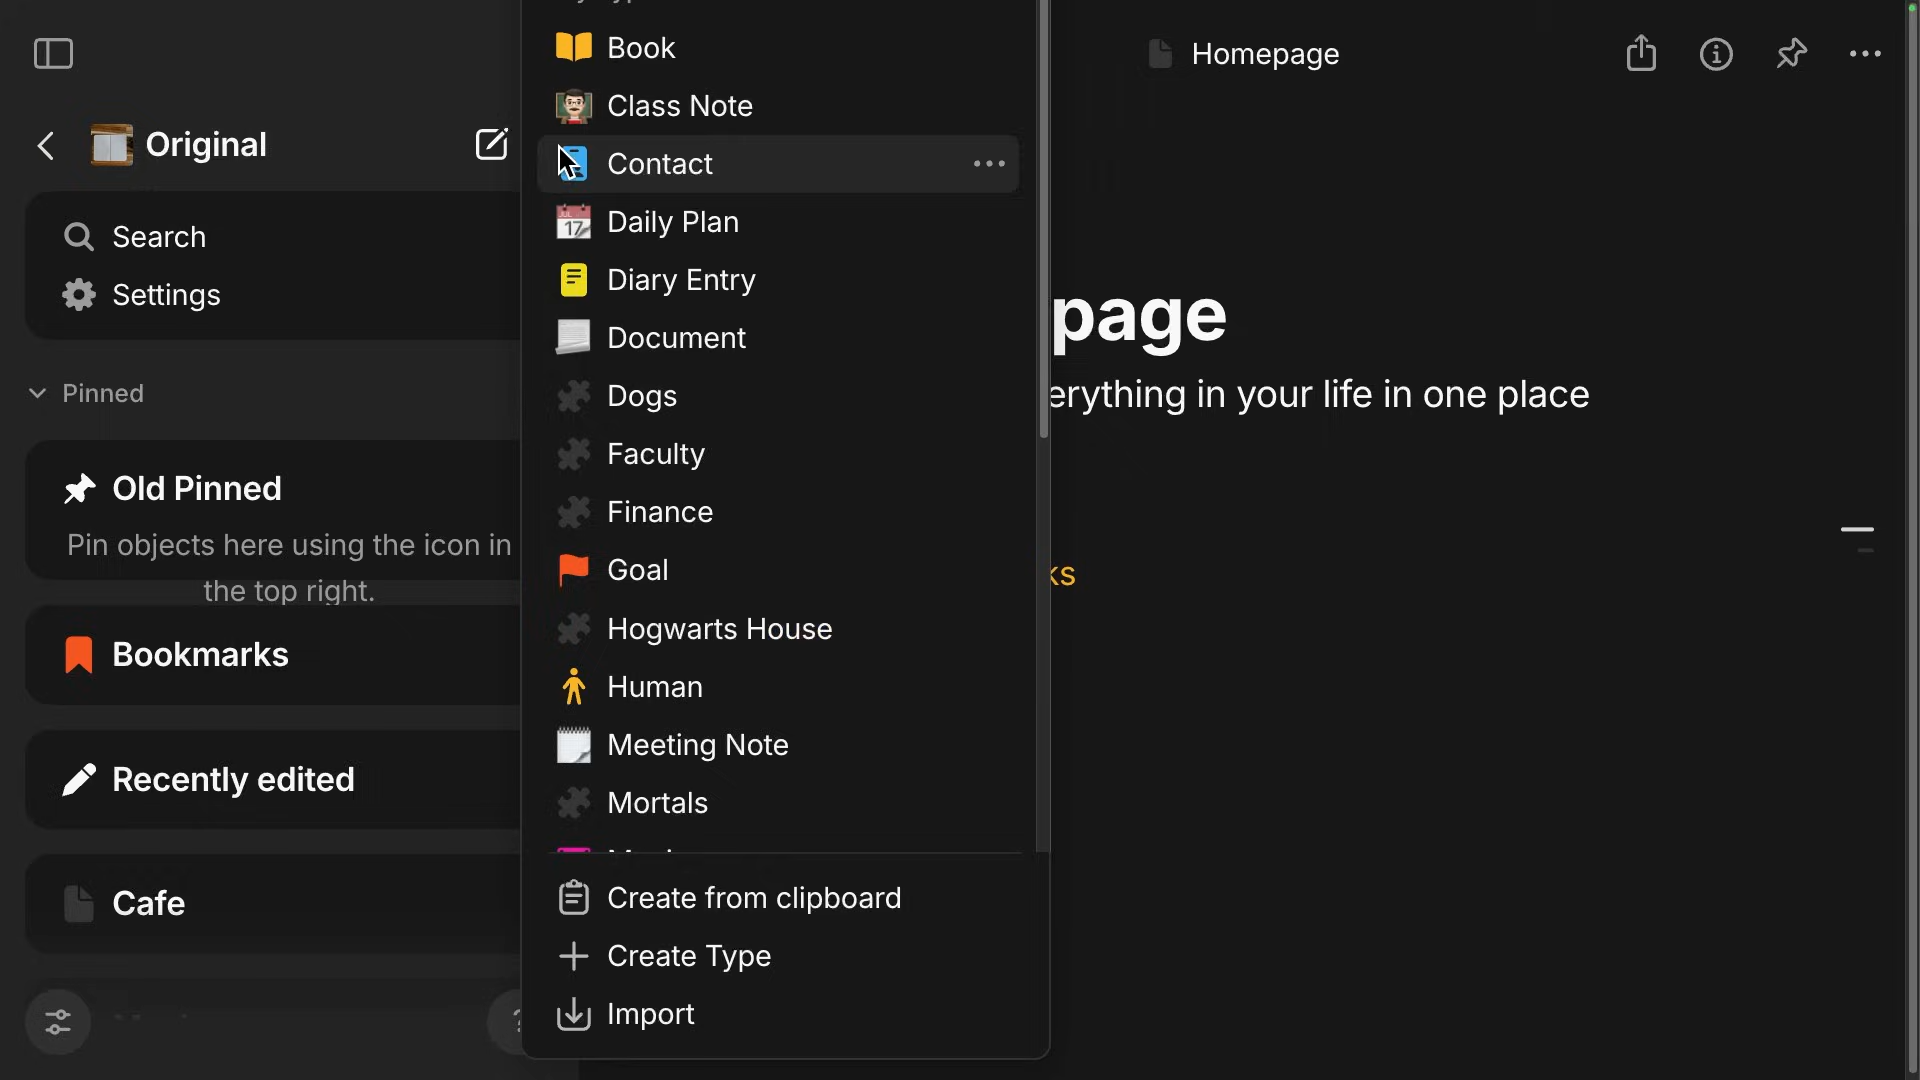 Original
Search
Settings
Pinned
Old Pinned
Pin objects here using the icon in
the top right.
Bookmarks
Recently edited
Cafe
Book
Class Note
Contact
Daily Plan
Diary Entry
Document
Dogs
Faculty
Finance
Goal
Hogwarts House
Human
Meeting Note
Mortals
Create from clipboard
Create Type
Import
Homepage
page
erything in your life in one place
ks